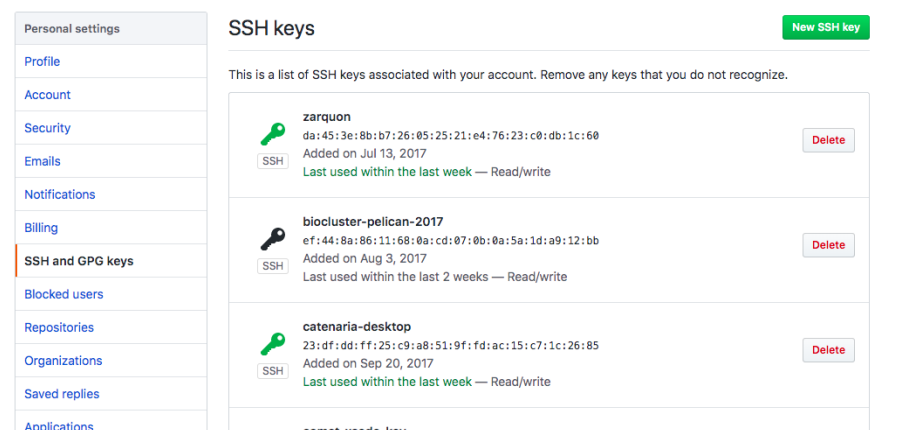 Personal settings
Profile
Account
Security
Emails
Notifications
Billing
SSH and GPG keys
Blocked users
Repositories
Organizations
Saved replies
Applications
SSH keys
New SSH key
This is a list of SSH keys associated with your account. Remove any keys that you do not recognize.
zarquon
da:45:3e:8b:b7:26:05:25:21:e4:76:23:c0:db:1c:60
Added on Jul 13, 2017
Last used within the last week — Read/write
SSH
Delete
biocluster-pelican-2017
ef:44:8a:86:11:68:0a:cd:07:0b:0a:5a:1d:a9:12:bb
Added on Aug 3, 2017
Last used within the last 2 weeks — Read/write
SSH
Delete
catenaria-desktop
23:df:dd:ff:25:c9:a8:51:9f:fd:ac:15:c7:1c:26:85
Added on Sep 20, 2017
Last used within the last week — Read/write
SSH
Delete